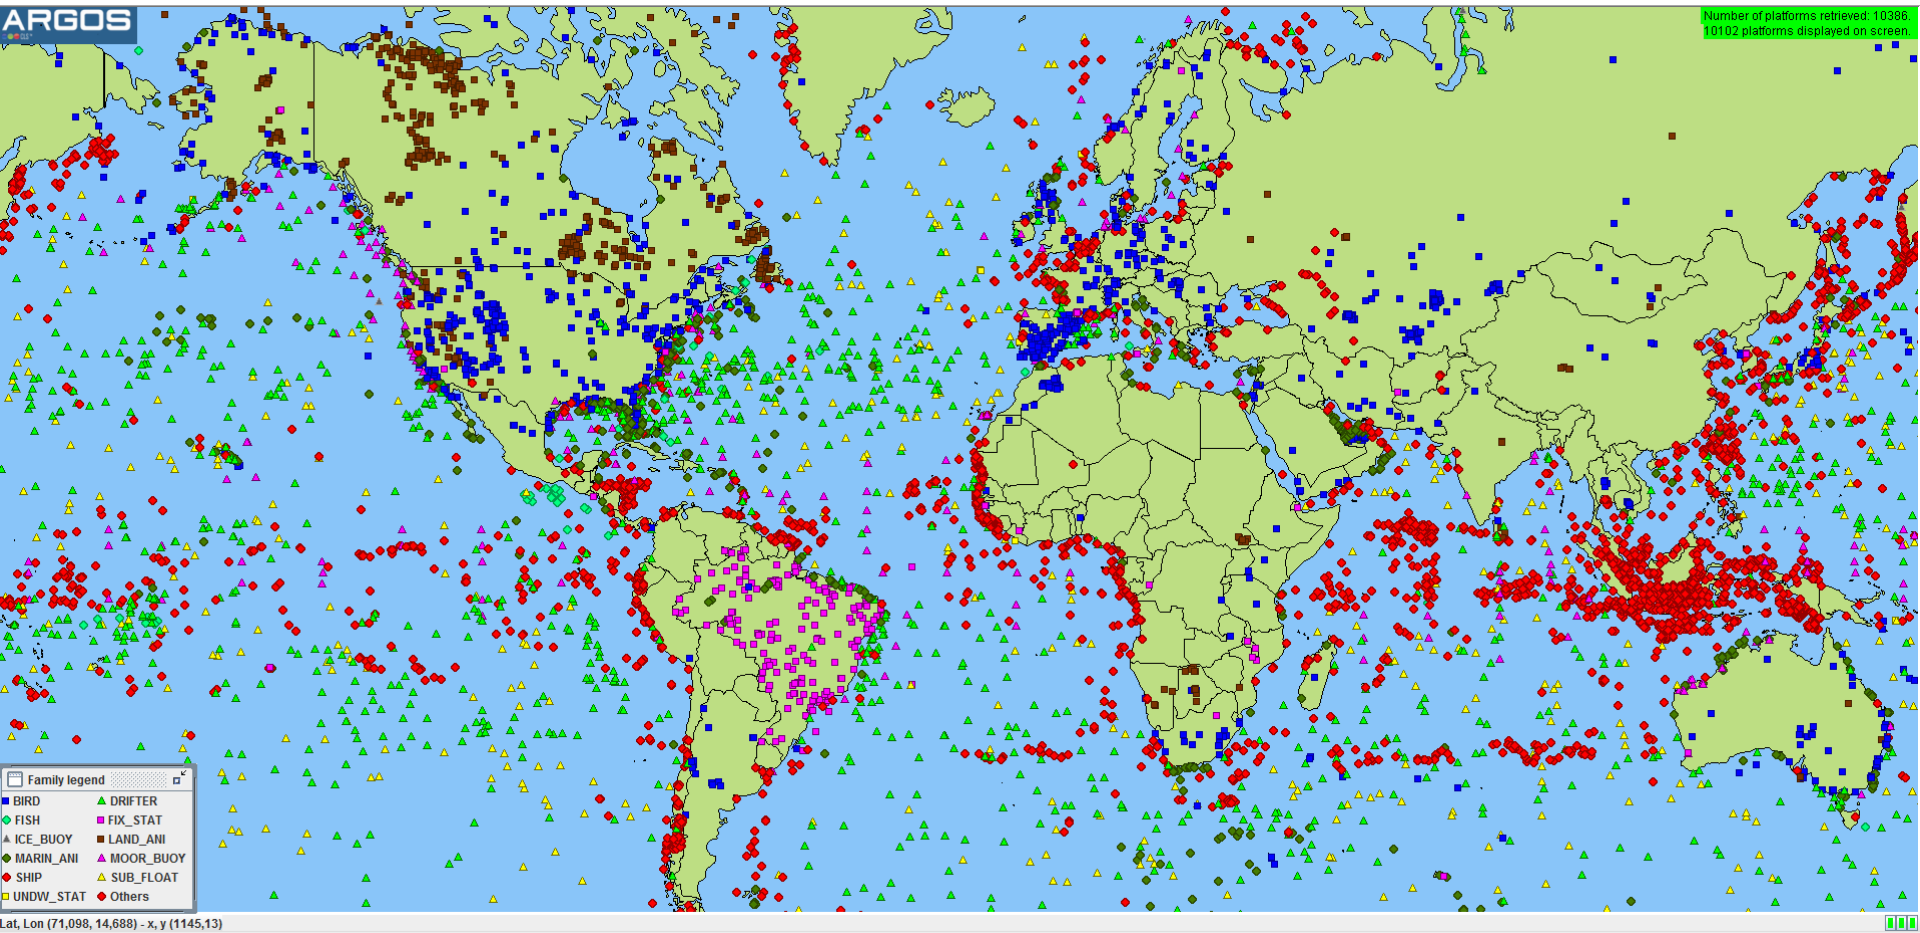 ARGOS
Number of platforms retrieved: 10386.
10102 platforms displayed on screen.
Family legend
BIRD DRIFTER
FISH FIX_STAT
ICE_BUOY LAND_ANI
MARIN_ANI MOOR_BUOY
SHIP SUB_FLOAT
UNDW_STAT Others
Lat, Lon (71,098, 14,688) - x, y (1145,13)